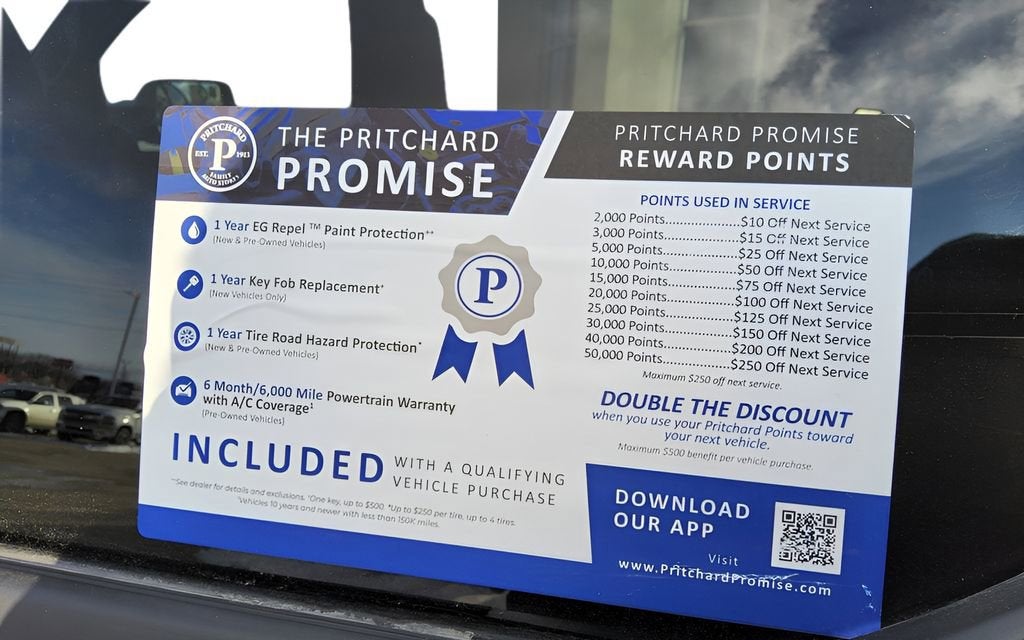 PRITCHARD
EST. P 1913
FAMILY
AUTO STORES
THE PRITCHARD
PROMISE
1 Year EG Repel ™ Paint Protection**
(New & Pre-Owned Vehicles)
1 Year Key Fob Replacement*
(New Vehicles Only)
1 Year Tire Road Hazard Protection*
(New & Pre-Owned Vehicles)
6 Month/6,000 Mile Powertrain Warranty
with A/C Coverage¹
(Pre-Owned Vehicles)
P
INCLUDED WITH A QUALIFYING
VEHICLE PURCHASE
**See dealer for details and exclusions. *One key, up to $500. *Up to $250 per tire, up to 4 tires.
¹Vehicles 10 years and newer with less than 150K miles.
PRITCHARD PROMISE
REWARD POINTS
POINTS USED IN SERVICE
2,000 Points....................$10 Off Next Service
3,000 Points....................$15 Off Next Service
5,000 Points....................$25 Off Next Service
10,000 Points..................$50 Off Next Service
15,000 Points..................$75 Off Next Service
20,000 Points..................$100 Off Next Service
25,000 Points..................$125 Off Next Service
30,000 Points..................$150 Off Next Service
40,000 Points..................$200 Off Next Service
50,000 Points..................$250 Off Next Service
Maximum $250 off next service.
DOUBLE THE DISCOUNT
when you use your Pritchard Points toward
your next vehicle.
Maximum $500 benefit per vehicle purchase.
DOWNLOAD
OUR APP
Visit
www.PritchardPromise.com